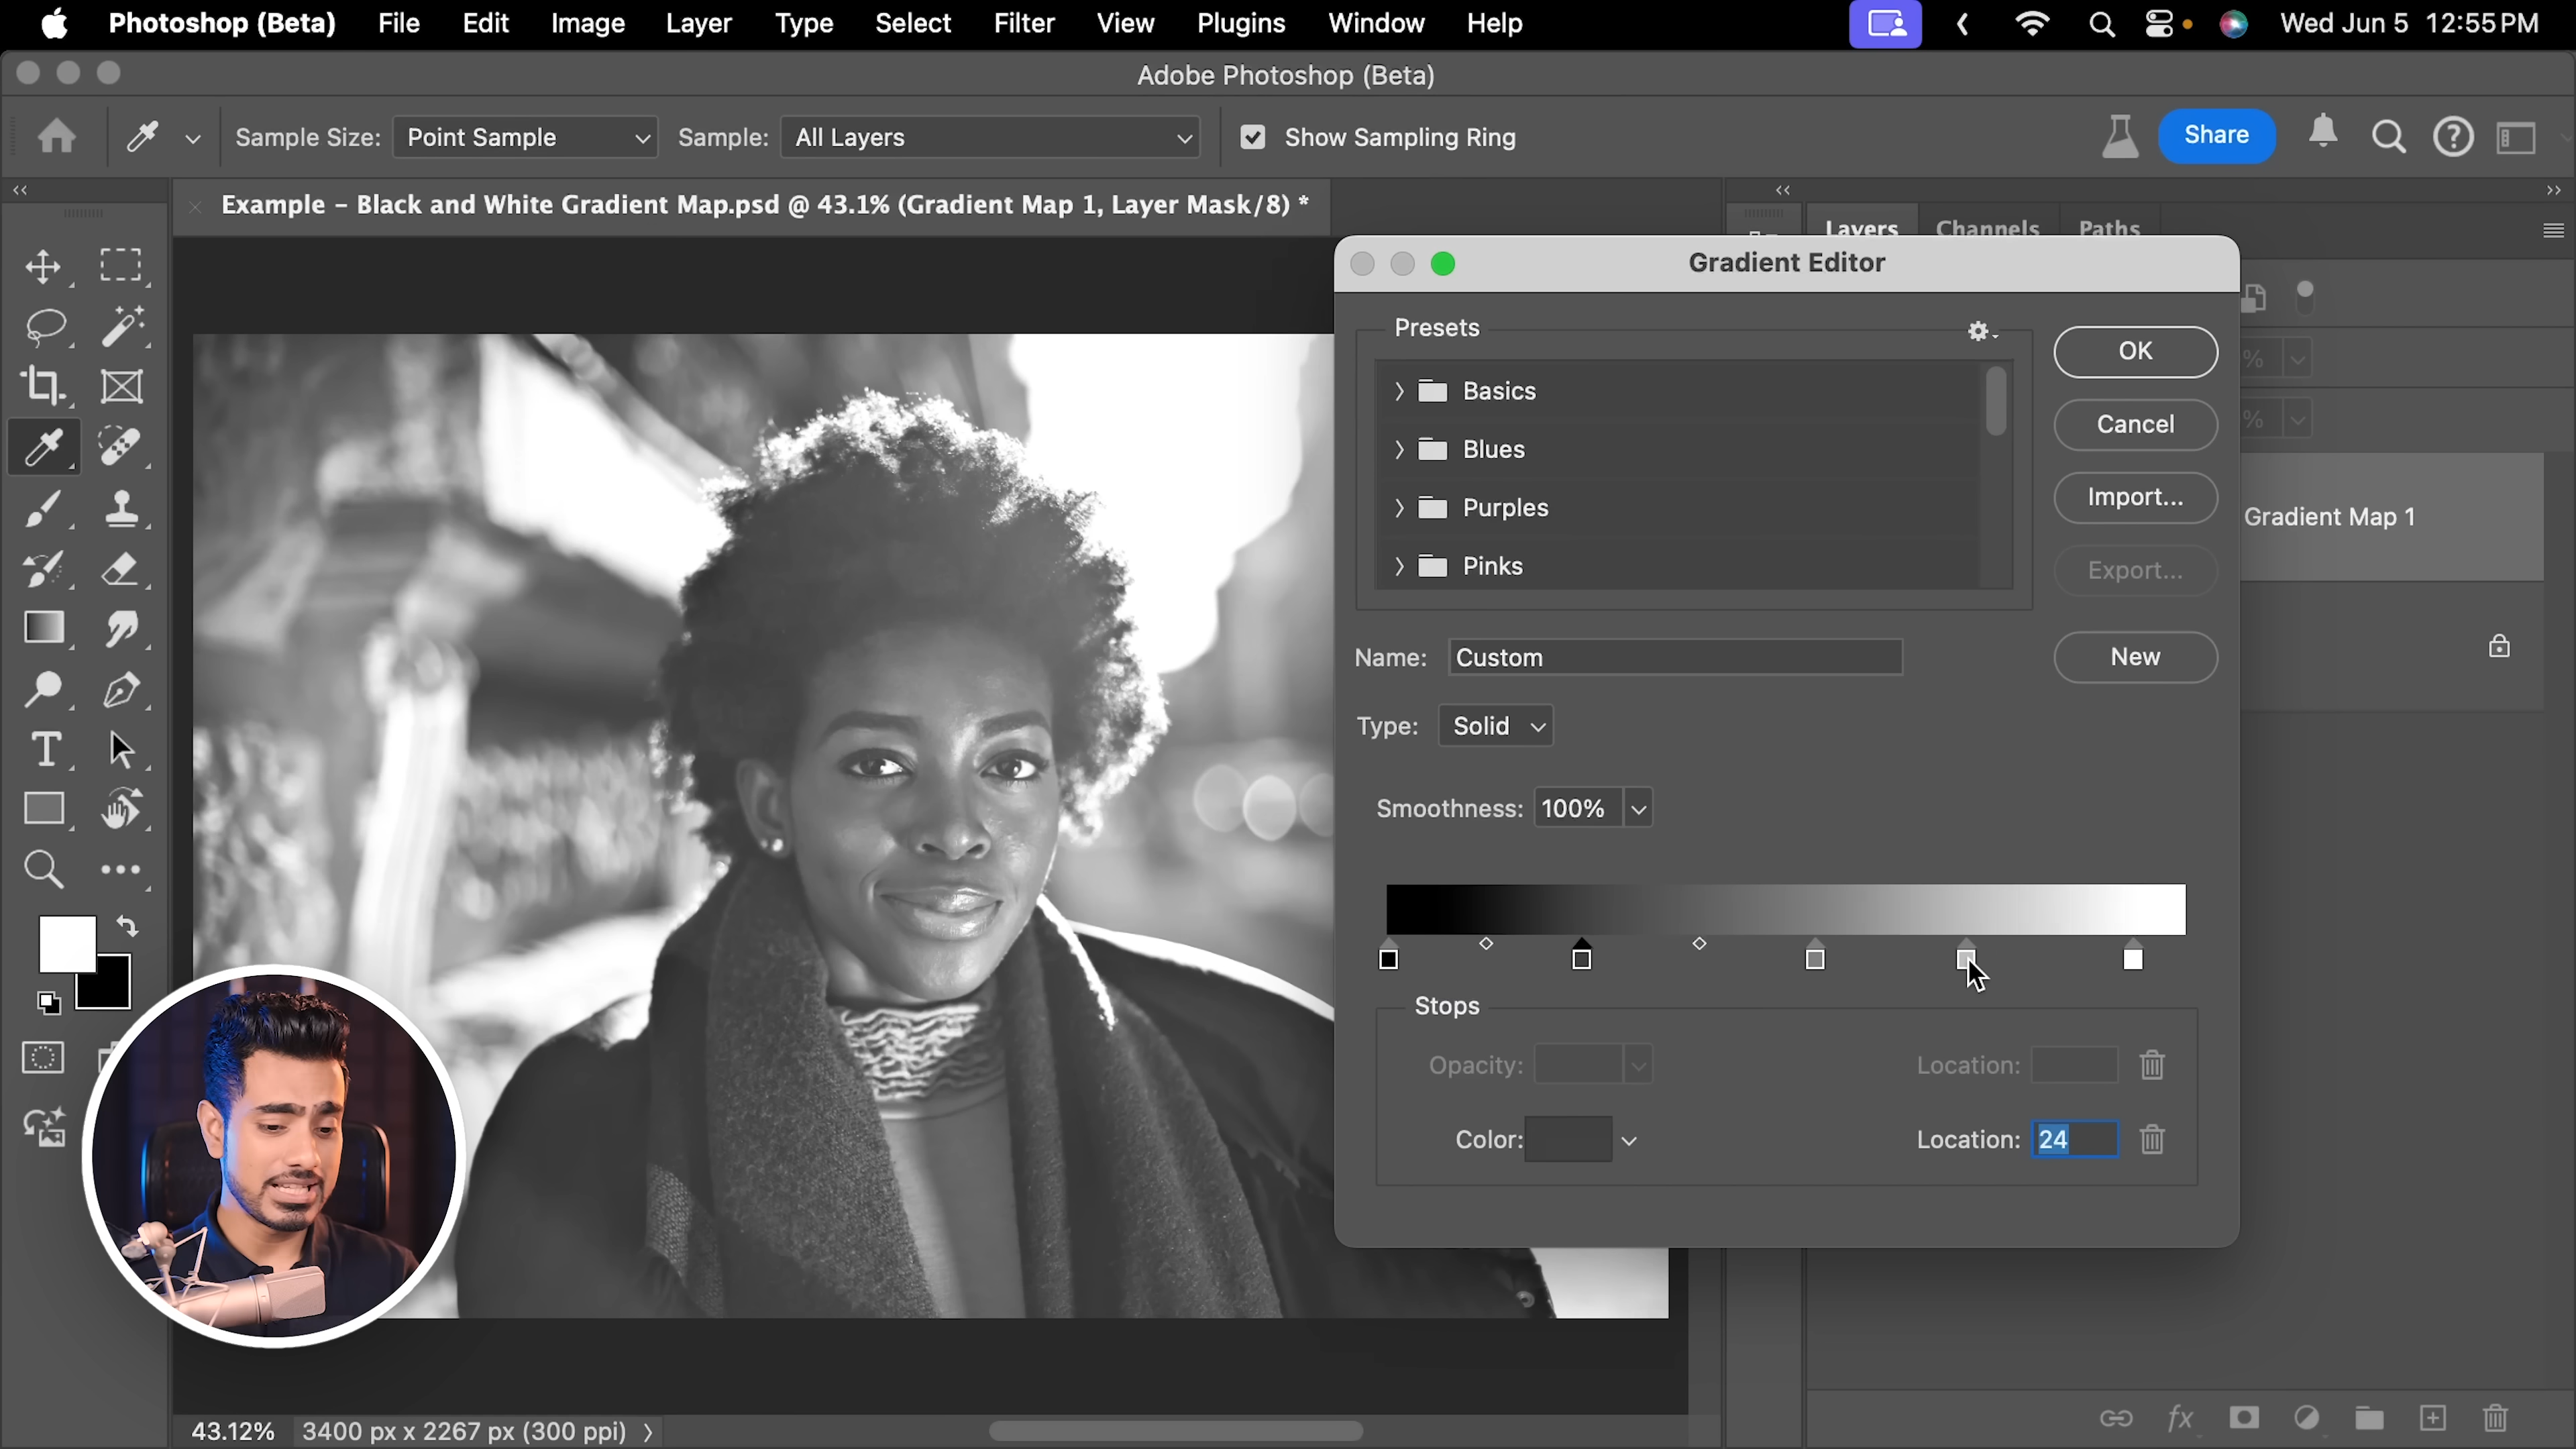 Photoshop (Beta) File Edit Image Layer Type Select Filter View Plugins Window Help Wed Jun 5 12:55 PM
Adobe Photoshop (Beta)
Sample Size: Point Sample Sample: All Layers Show Sampling Ring Share
Example - Black and White Gradient Map.psd @ 43.1% (Gradient Map 1, Layer Mask/8) *
Layers Channels Paths
Gradient Editor
Presets
Basics
Blues
Purples
Pinks
OK
Cancel
Import...
Export...
New
%
%
Gradient Map 1
Name: Custom
Type: Solid
Smoothness: 100%
Stops
Opacity: Location:
Color: Location: 24
43.12% 3400 px x 2267 px (300 ppi)
fx